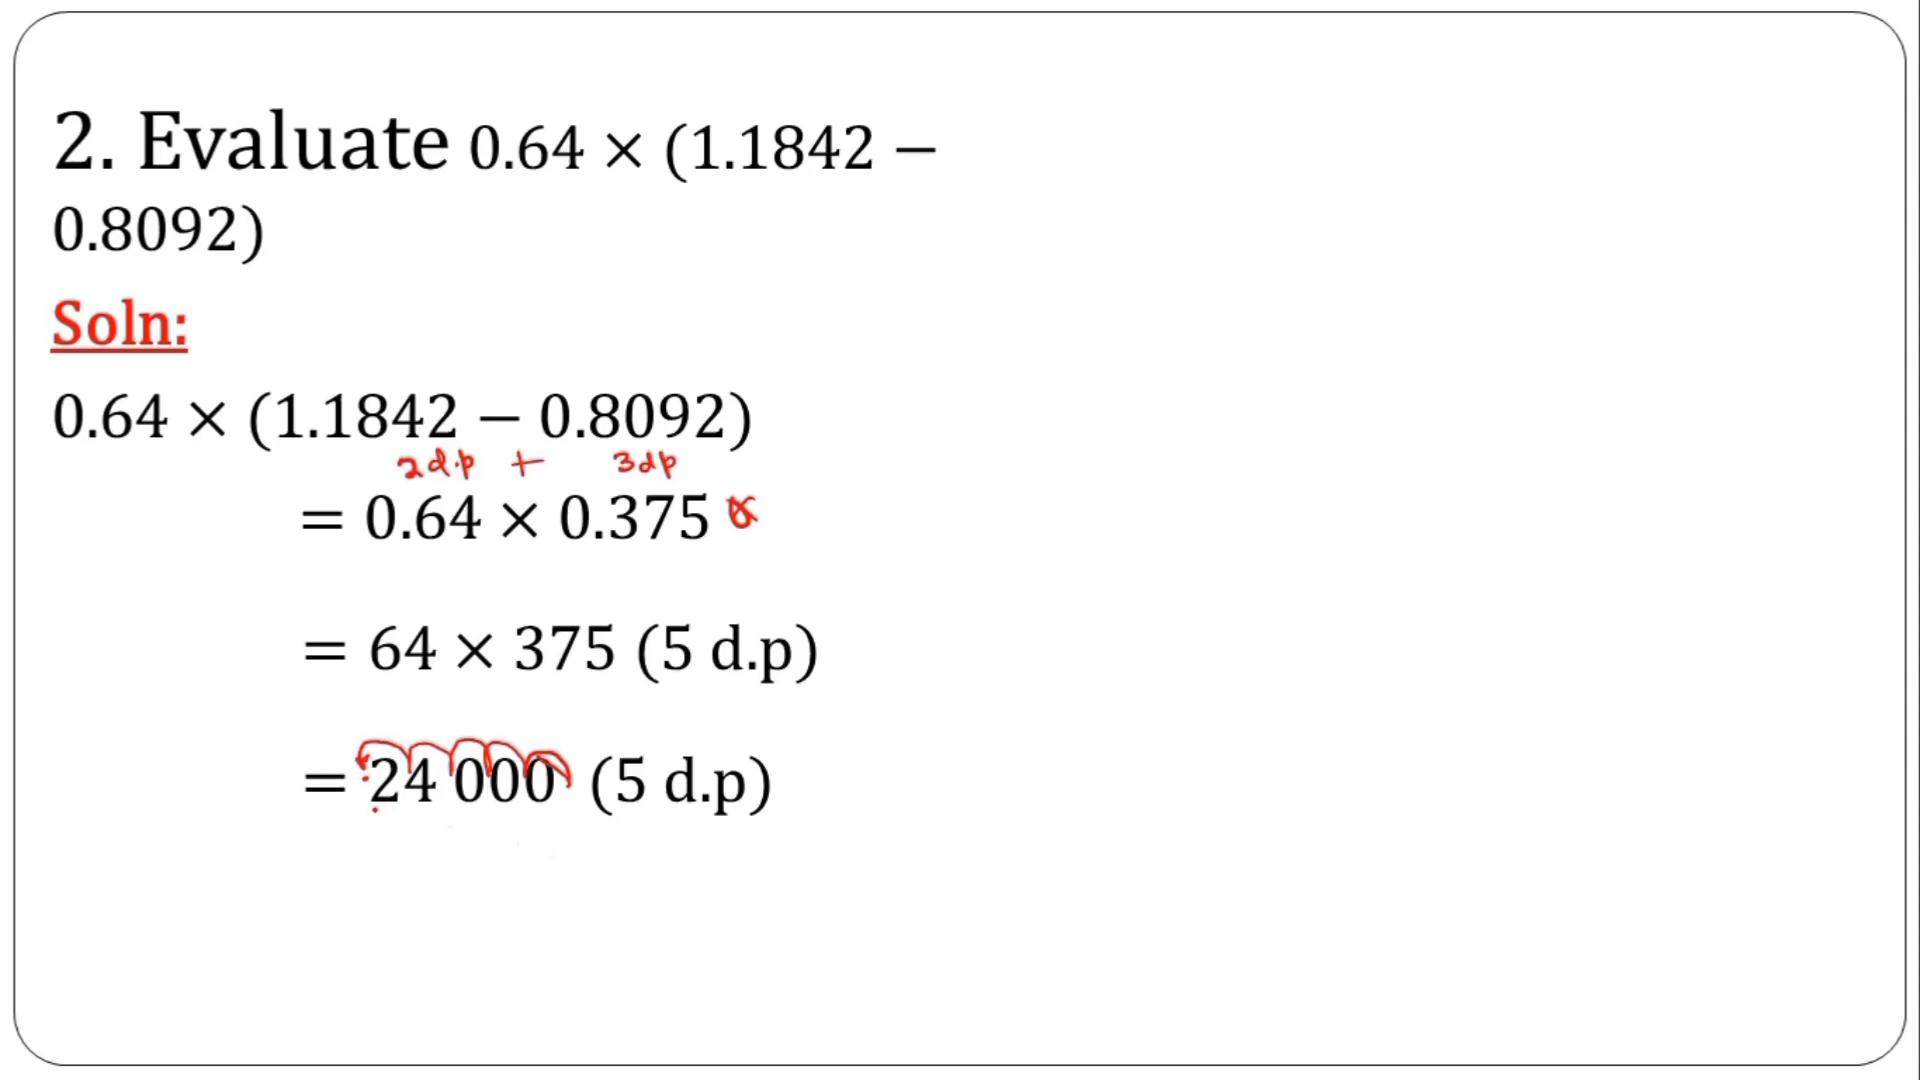 2. Evaluate 0.64 × (1.1842 −
0.8092)
Soln:
0.64 × (1.1842 − 0.8092)
2 d.p + 3dp
= 0.64 × 0.375
= 64 × 375 (5 d.p)
= 24 000 (5 d.p)